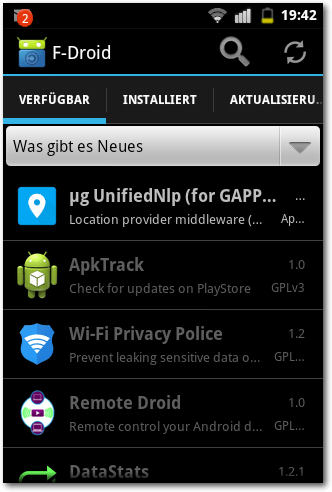 2
19:42
F-Droid
VERFÜGBAR INSTALLIERT AKTUALISIERU...
Was gibt es Neues
µg UnifiedNlp (for GAPP... ...
Location provider middleware (... Ap...
ApkTrack 1.0
Check for updates on PlayStore GPLv3
Wi-Fi Privacy Police 1.2
Prevent leaking sensitive data o... GPL...
Remote Droid 1.0
Remote control your Android d... GPL...
DataStats 1.2.1